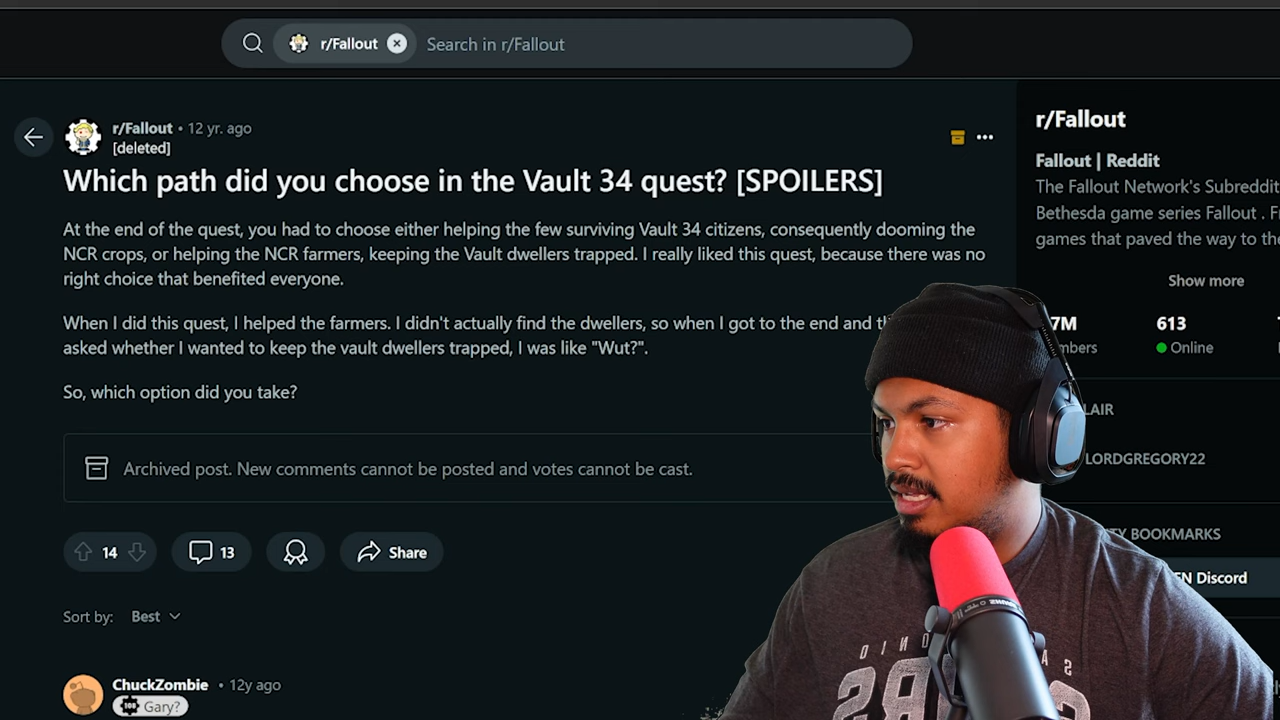 r/Fallout
Search in r/Fallout
r/Fallout • 12 yr. ago
[deleted]
Which path did you choose in the Vault 34 quest? [SPOILERS]
At the end of the quest, you had to choose either helping the few surviving Vault 34 citizens, consequently dooming the
NCR crops, or helping the NCR farmers, keeping the Vault dwellers trapped. I really liked this quest, because there was no
right choice that benefited everyone.
When I did this quest, I helped the farmers. I didn't actually find the dwellers, so when I got to the end and
asked whether I wanted to keep the vault dwellers trapped, I was like "Wut?".
So, which option did you take?
Archived post. New comments cannot be posted and votes cannot be cast.
14
13
Share
Sort by: Best
ChuckZombie • 12y ago
Gary?
r/Fallout
Fallout | Reddit
The Fallout Network's Subreddit
Bethesda game series Fallout . F
games that paved the way to the
Show more
7M
613
mbers
Online
LAIR
LORDGREGORY22
TY BOOKMARKS
EN Discord